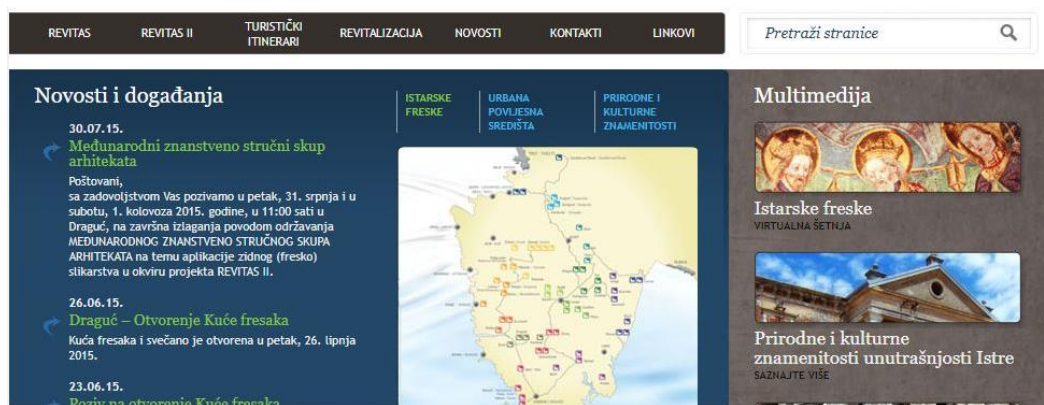 REVITAS
REVITAS II
TURISTIČKI
ITINERARI
REVITALIZACIJA
NOVOSTI
KONTAKTI
LINKOVI
Pretraži stranice
Novosti i događanja
30.07.15.
Međunarodni znanstveno stručni skup
arhitekata
Poštovani,
sa zadovoljstvom Vas pozivamo u petak, 31. srpnja i u
subotu, 1. kolovoza 2015. godine, u 11:00 sati u
Draguć, na završna izlaganja povodom održavanja
MEĐUNARODNOG ZNANSTVENO STRUČNOG SKUPA
ARHITEKATA na temu aplikacije zidnog (fresko)
slikarstva u okviru projekta REVITAS II.
26.06.15.
Draguć – Otvorenje Kuće fresaka
Kuća fresaka i svečano je otvorena u petak, 26. lipnja
2015.
23.06.15.
Poziv na otvorenje Kuće fresaka
ISTARSKE
FRESKE
URBANA
POVIJESNA
SREDIŠTA
PRIRODNE I
KULTURNE
ZNAMENITOSTI
Multimedija
Istarske freske
VIRTUALNA ŠETNJA
Prirodne i kulturne
znamenitosti unutrašnjosti Istre
SAZNAJTE VIŠE